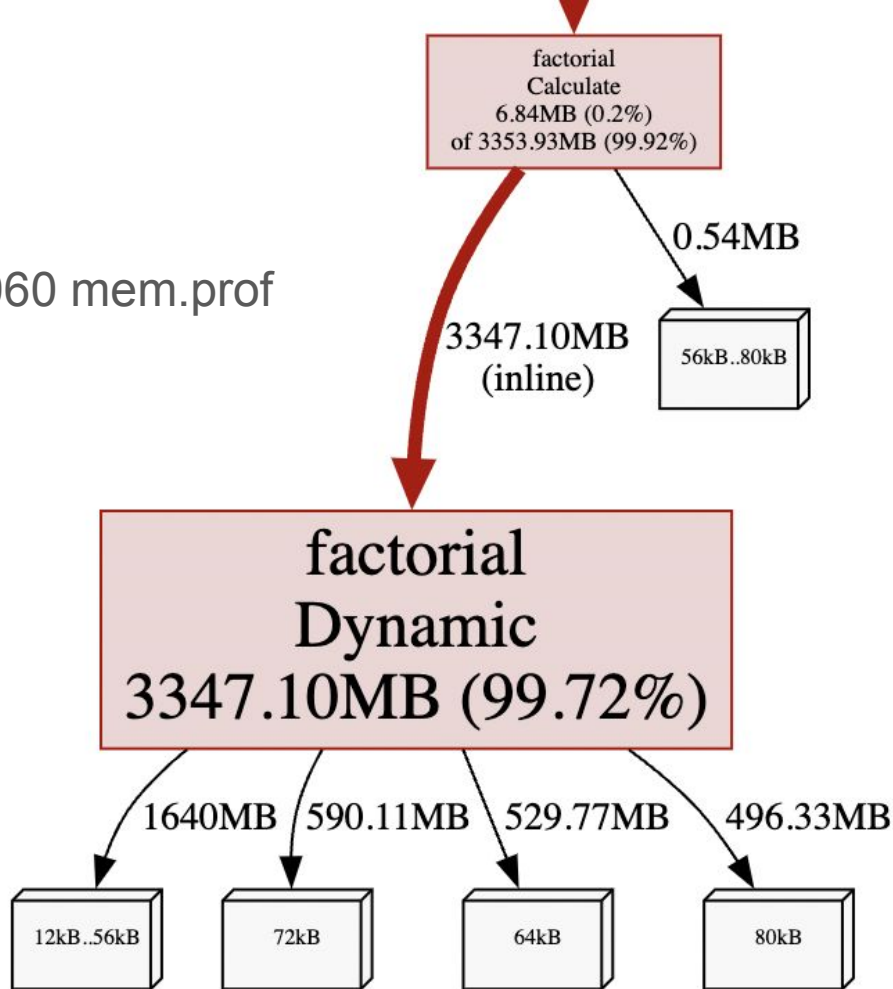 factorial
Calculate
6.84MB (0.2%)
of 3353.93MB (99.92%)
0.54MB
060 mem.prof
3347.10MB
(inline)
56kB..80kB
factorial
Dynamic
3347.10MB (99.72%)
1640MB
590.11MB
529.77MB
496.33MB
12kB..56kB
72kB
64kB
80kB